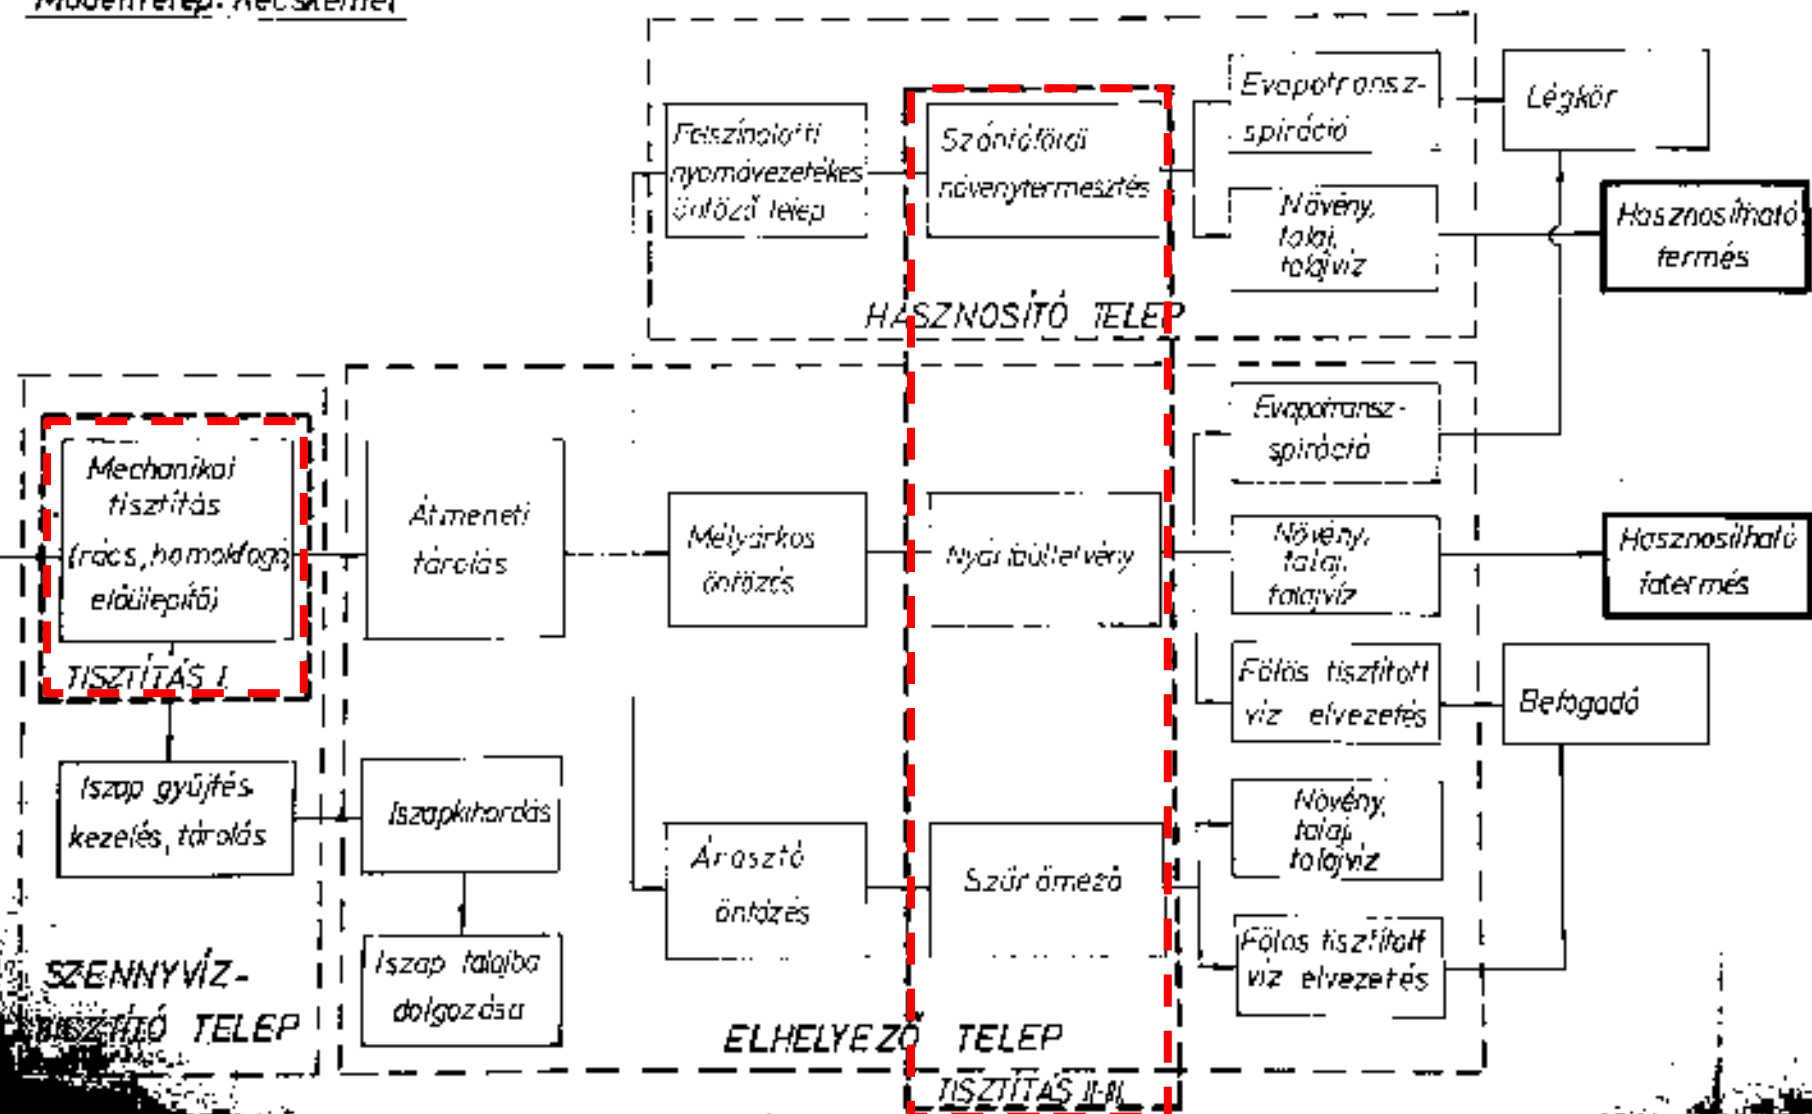 Modelltelep: Kecskemét
Felszínalatti
nyomóvezetékes
öntöző telep
Szántóföldi
növénytermesztés
Evapotransz-
spiráció
Légkör
Növény,
talaj,
talajvíz
Hasznosítható
termés
HASZNOSÍTÓ TELEP
Mechanikai
tisztítás
(rács, homokfogó,
előülepítő)
TISZTÍTÁS I.
Átmeneti
tárolás
Mélyárkos
öntözés
Nyárfaültetvény
Evapotransz-
spiráció
Növény,
talaj,
talajvíz
Hasznosítható
fatermés
Fölös tisztított
víz elvezetés
Befogadó
Iszap gyűjtés
kezelés, tárolás
Iszapkihordás
Árasztó
öntözés
Szűrőmező
Növény,
talaj,
talajvíz
Fölös tisztított
víz elvezetés
Iszap talajba
dolgozása
SZENNYVÍZ-
TISZTÍTÓ TELEP
ELHELYEZŐ TELEP
TISZTÍTÁS II-III.